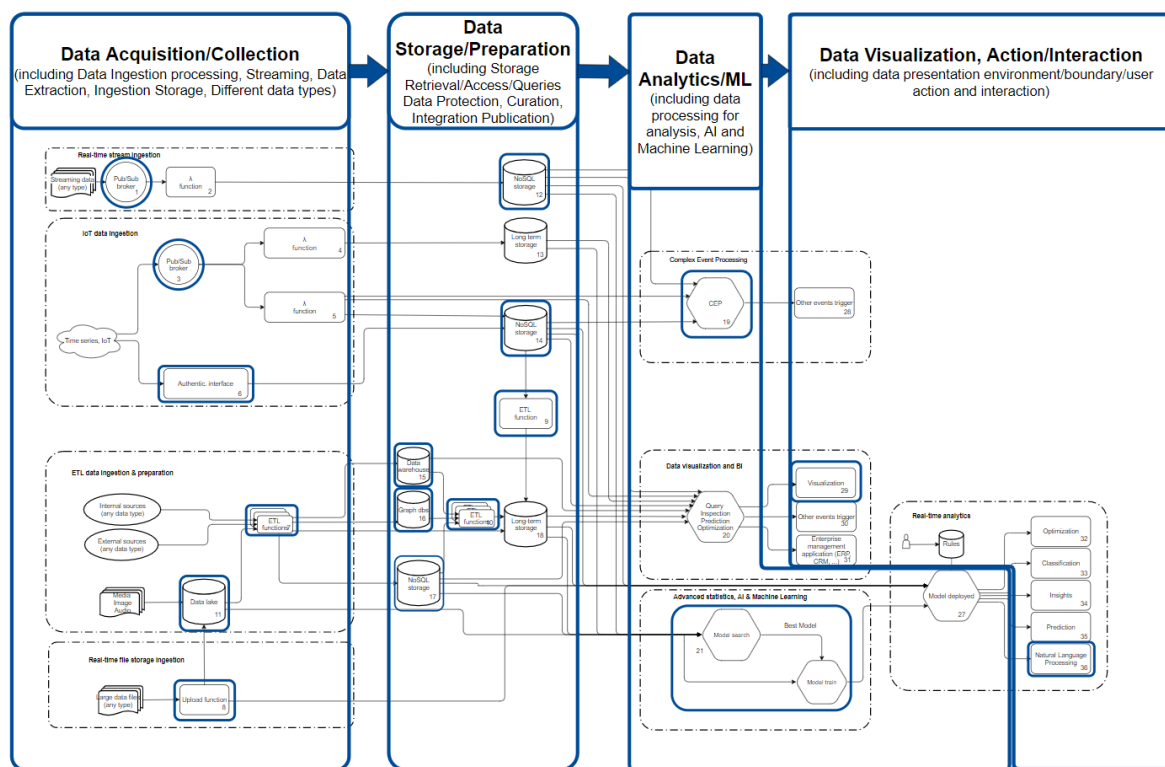 Data Acquisition/Collection
(including Data Ingestion processing, Streaming, Data
Extraction, Ingestion Storage, Different data types)
Data
Storage/Preparation
(including Storage
Retrieval/Access/Queries
Data Protection, Curation,
Integration Publication)
Data
Analytics/ML
(including data
processing for
analysis, AI and
Machine Learning)
Data Visualization, Action/Interaction
(including data presentation environment/boundary/user
action and interaction)
Real-time stream ingestion
Streaming data
(any type)
Pub/Sub
broker
1
λ
function
2
NoSQL
storage
12
IoT data ingestion
Pub/Sub
broker
3
λ
function
4
λ
function
5
Time series, IoT
Authentic. interface
6
Long term
storage
13
NoSQL
storage
14
ETL
function
9
Complex Event Processing
CEP
19
Other events trigger
28
ETL data ingestion & preparation
Internal sources
(any data type)
External sources
(any data type)
ETL
functions
7
Media
Image
Audio
Data lake
11
Data
warehouse
15
Graph dbs
16
NoSQL
storage
17
ETL
functions
10
Long-term
storage
18
Data visualization and BI
Query
Inspection
Prediction
Optimization
20
Visualization
29
Other events trigger
30
Enterprise
management
application (ERP,
CRM, ...)
31
Real-time file storage ingestion
Large data files
(any type)
Upload function
8
Advanced statistics, AI & Machine Learning
Model search
21
Best Model
Model train
Real-time analytics
Rules
Model deployed
27
Optimization
32
Classification
33
Insights
34
Prediction
35
Natural Language
Processing
36